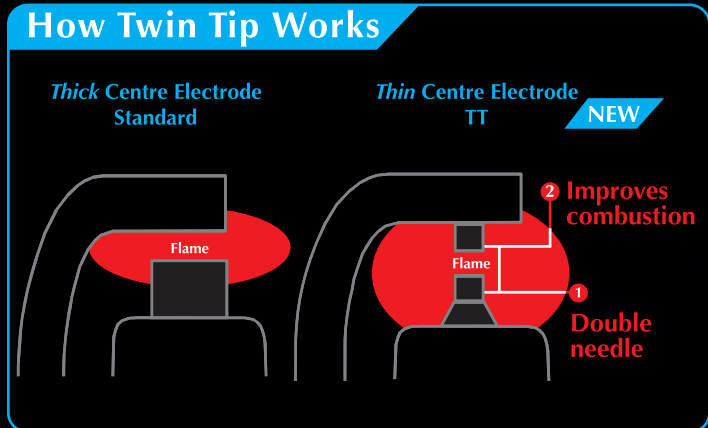 How Twin Tip Works
Thick Centre Electrode
Standard
Thin Centre Electrode
TT
NEW
Flame
Flame
2 Improves
combustion
1
Double
needle